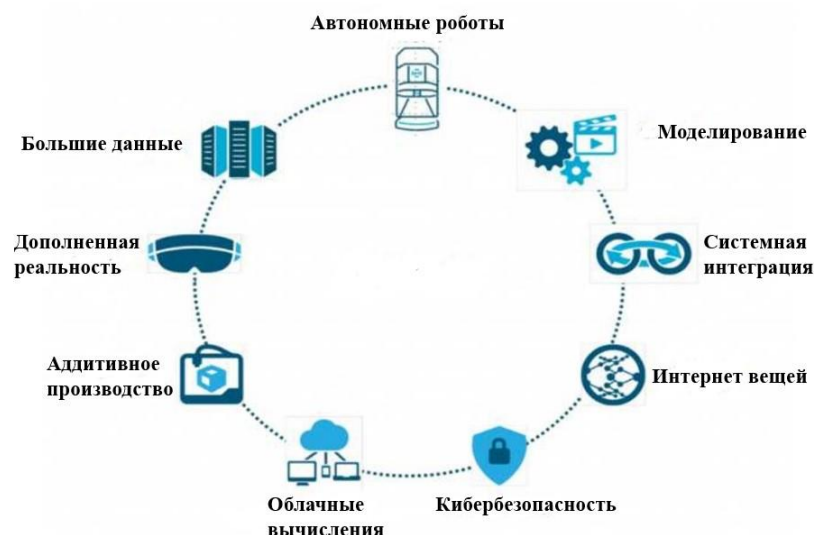 Автономные роботы
Большие данные
Моделирование
Дополненная
реальность
Системная
интеграция
Аддитивное
производство
Интернет вещей
Облачные
вычисления
Кибербезопасность